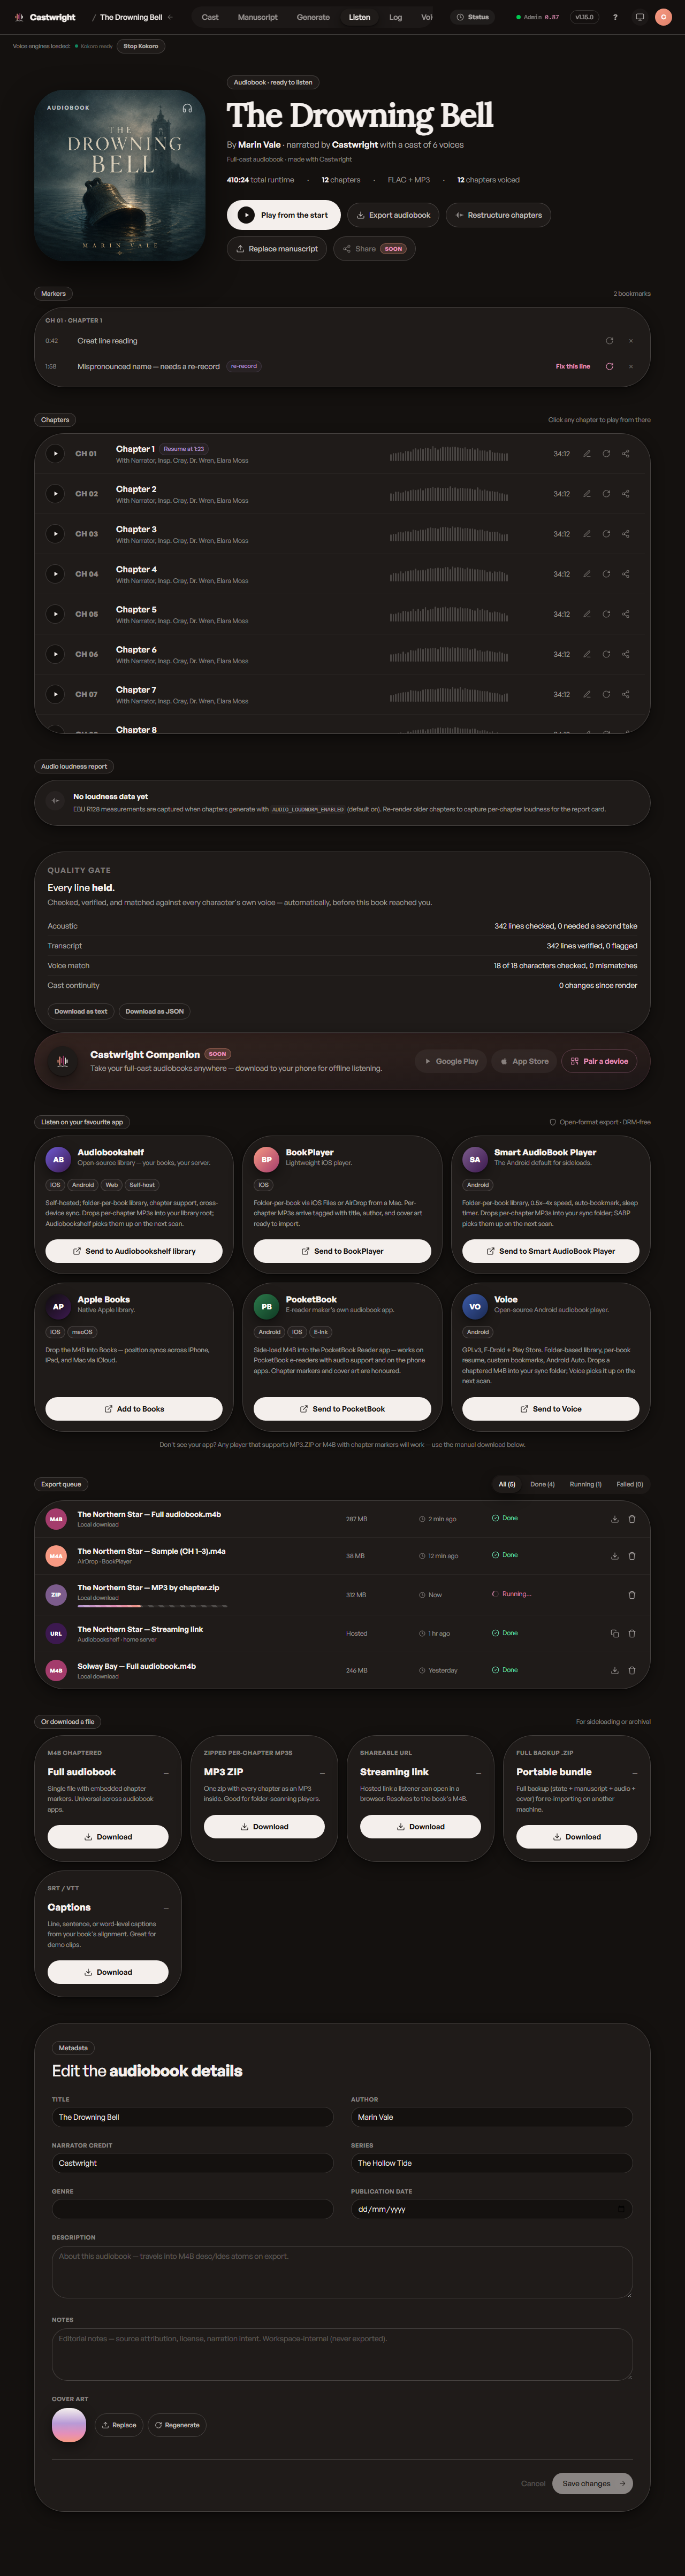 Castwright / The Drowning Bell Cast Manuscript Generate Listen Log Status Admin 0.87 v1.15.0 ? C
Voice engines loaded: Kokoro ready Stop Kokoro
AUDIOBOOK
THE
DROWNING
BELL
MARIN VALE
Audiobook · ready to listen
The Drowning Bell
By Marin Vale · narrated by Castwright with a cast of 6 voices
Full-cast audiobook · made with Castwright
410:24 total runtime · 12 chapters · FLAC + MP3 · 12 chapters voiced
Play from the start Export audiobook Restructure chapters
Replace manuscript Share SOON
Markers 2 bookmarks
CH 01 · CHAPTER 1
0:42 Great line reading
1:58 Mispronounced name — needs a re-record re-record Fix this line
Chapters Click any chapter to play from there
CH 01 Chapter 1 Resume at 1:23 34:12
With Narrator, Insp. Cray, Dr. Wren, Elara Moss
CH 02 Chapter 2 34:12
With Narrator, Insp. Cray, Dr. Wren, Elara Moss
CH 03 Chapter 3 34:12
With Narrator, Insp. Cray, Dr. Wren, Elara Moss
CH 04 Chapter 4 34:12
With Narrator, Insp. Cray, Dr. Wren, Elara Moss
CH 05 Chapter 5 34:12
With Narrator, Insp. Cray, Dr. Wren, Elara Moss
CH 06 Chapter 6 34:12
With Narrator, Insp. Cray, Dr. Wren, Elara Moss
CH 07 Chapter 7 34:12
With Narrator, Insp. Cray, Dr. Wren, Elara Moss
Chapter 8
Audio loudness report
No loudness data yet
EBU R128 measurements are captured when chapters generate with AUDIO_LOUDNORM_ENABLED (default on). Re-render older chapters to capture per-chapter loudness for the report card.
QUALITY GATE
Every line held.
Checked, verified, and matched against every character's own voice — automatically, before this book reached you.
Acoustic 342 lines checked, 0 needed a second take
Transcript 342 lines verified, 0 flagged
Voice match 18 of 18 characters checked, 0 mismatches
Cast continuity 0 changes since render
Download as text Download as JSON
Castwright Companion SOON
Take your full-cast audiobooks anywhere — download to your phone for offline listening.
Google Play App Store Pair a device
Listen on your favourite app Open-format export · DRM-free
AB Audiobookshelf
Open-source library — your books, your server.
iOS Android Web Self-host
Self-hosted; folder-per-book library, chapter support, cross-
device sync. Drops per-chapter MP3s into your library root;
Audiobookshelf picks them up on the next scan.
Send to Audiobookshelf library
BP BookPlayer
Lightweight iOS player.
iOS
Folder-per-book via iOS Files or AirDrop from a Mac. Per-
chapter MP3s arrive tagged with title, author, and cover art
ready to import.
Send to BookPlayer
SA Smart AudioBook Player
The Android default for sideloads.
Android
Folder-per-book library, 0.5x–4x speed, auto-bookmark, sleep
timer. Drops per-chapter MP3s into your sync folder; SABP
picks them up on the next scan.
Send to Smart AudioBook Player
AP Apple Books
Native Apple library.
iOS macOS
Drop the M4B into Books — position syncs across iPhone,
iPad, and Mac via iCloud.
Add to Books
PB PocketBook
E-reader maker's own audiobook app.
Android iOS E-Ink
Side-load M4B into the PocketBook Reader app — works on
PocketBook e-readers with audio support and on the phone
apps. Chapter markers and cover art are honoured.
Send to PocketBook
VO Voice
Open-source Android audiobook player.
Android
GPLv3, F-Droid + Play Store. Folder-based library, per-book
resume, custom bookmarks, Android Auto. Drops a
chaptered M4B into your sync folder; Voice picks it up on the
next scan.
Send to Voice
Don't see your app? Any player that supports MP3.ZIP or M4B with chapter markers will work — use the manual download below.
Export queue All (6) Done (4) Running (1) Failed (0)
M4B The Northern Star — Full audiobook.m4b 287 MB 2 min ago Done
Local download
M4A The Northern Star — Sample (CH 1–3).m4a 38 MB 12 min ago Done
AirDrop · BookPlayer
ZIP The Northern Star — MP3 by chapter.zip 312 MB Now Running...
Local download
URL The Northern Star — Streaming link Hosted 1 hr ago Done
Audiobookshelf · home server
M4B Solway Bay — Full audiobook.m4b 246 MB Yesterday Done
Local download
Or download a file For sideloading or archival
M4B CHAPTERED
Full audiobook —
Single file with embedded chapter
markers. Universal across audiobook
apps.
Download
ZIPPED PER-CHAPTER MP3S
MP3 ZIP —
One zip with every chapter as an MP3
inside. Good for folder-scanning players.
Download
SHAREABLE URL
Streaming link —
Hosted link a listener can open in a
browser. Resolves to the book's M4B.
Download
FULL BACKUP .ZIP
Portable bundle —
Full backup (state + manuscript + audio +
cover) for re-importing on another
machine.
Download
SRT / VTT
Captions —
Line, sentence, or word-level captions
from your book's alignment. Great for
demo clips.
Download
Metadata
Edit the audiobook details
TITLE AUTHOR
The Drowning Bell Marin Vale
NARRATOR CREDIT SERIES
Castwright The Hollow Tide
GENRE PUBLICATION DATE
dd/mm/yyyy
DESCRIPTION
About this audiobook — travels into M4B desc/ldes atoms on export.
NOTES
Editorial notes — source attribution, license, narration intent. Workspace-internal (never exported).
COVER ART
Replace Regenerate
Cancel Save changes